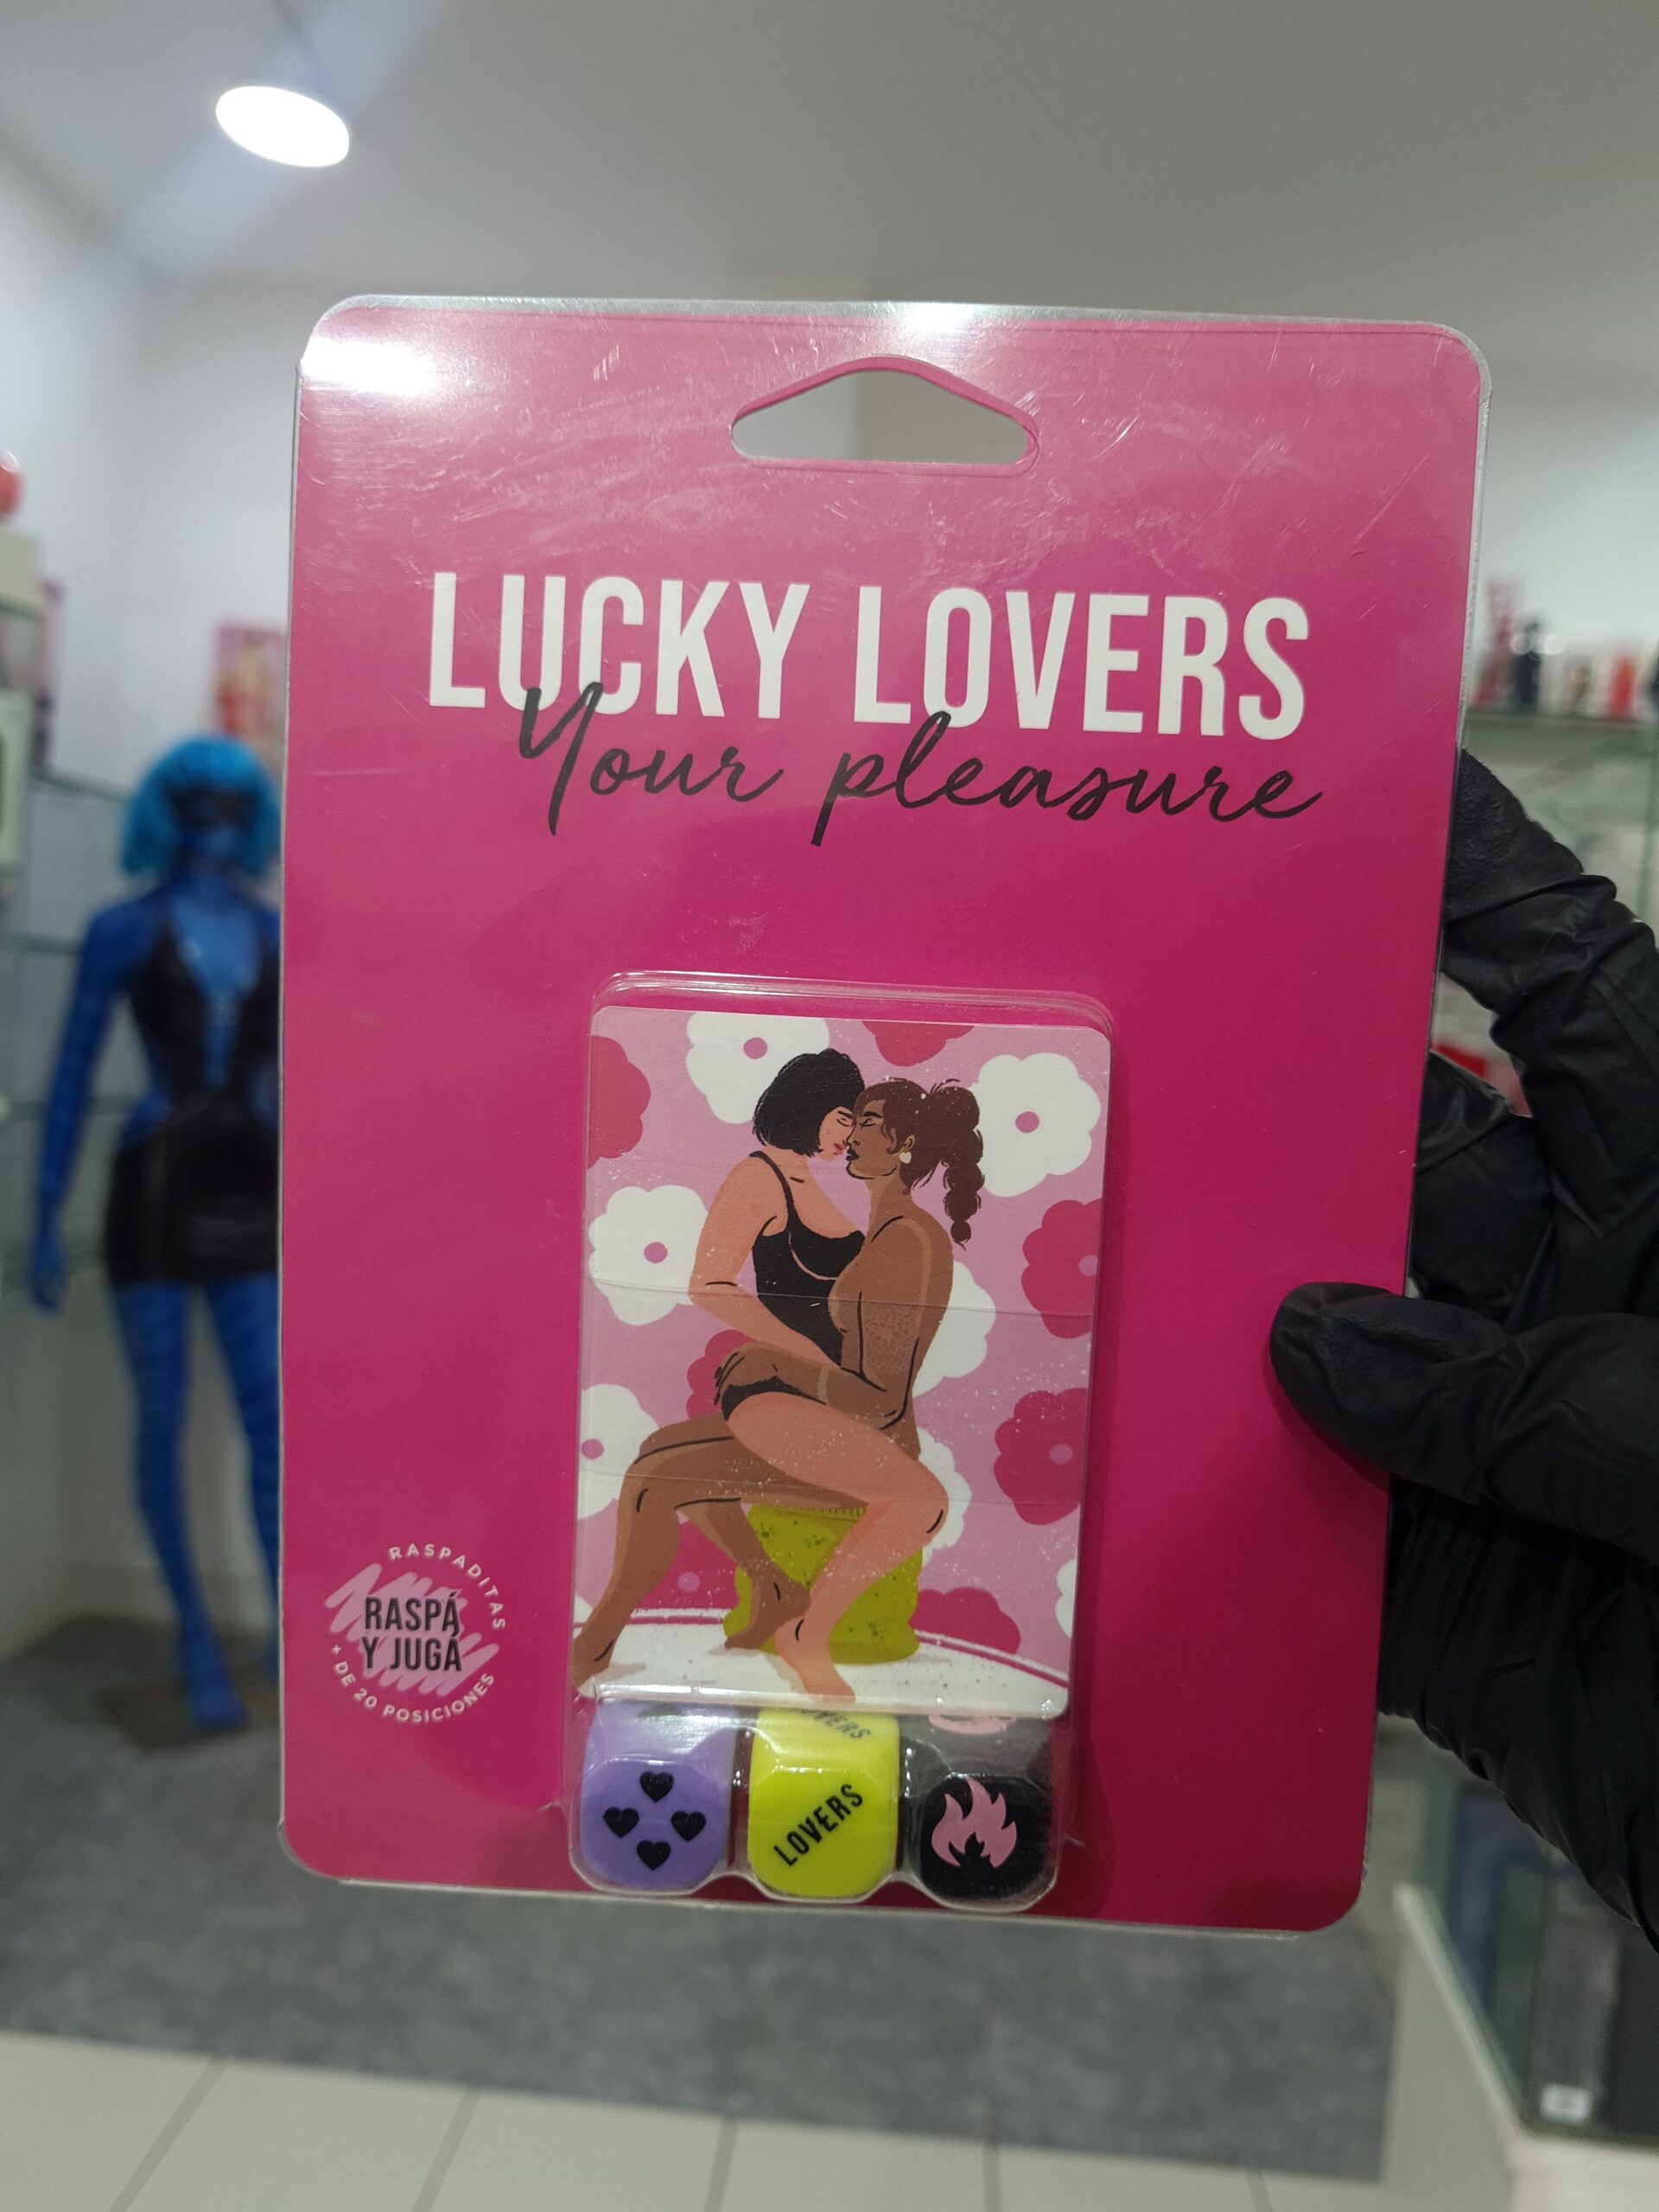 LUCKY LOVERS
Your pleasure
RASPADITAS
RASPÁ
Y JUGÁ
+ DE 20 POSICIONES
LOVERS
LOVERS